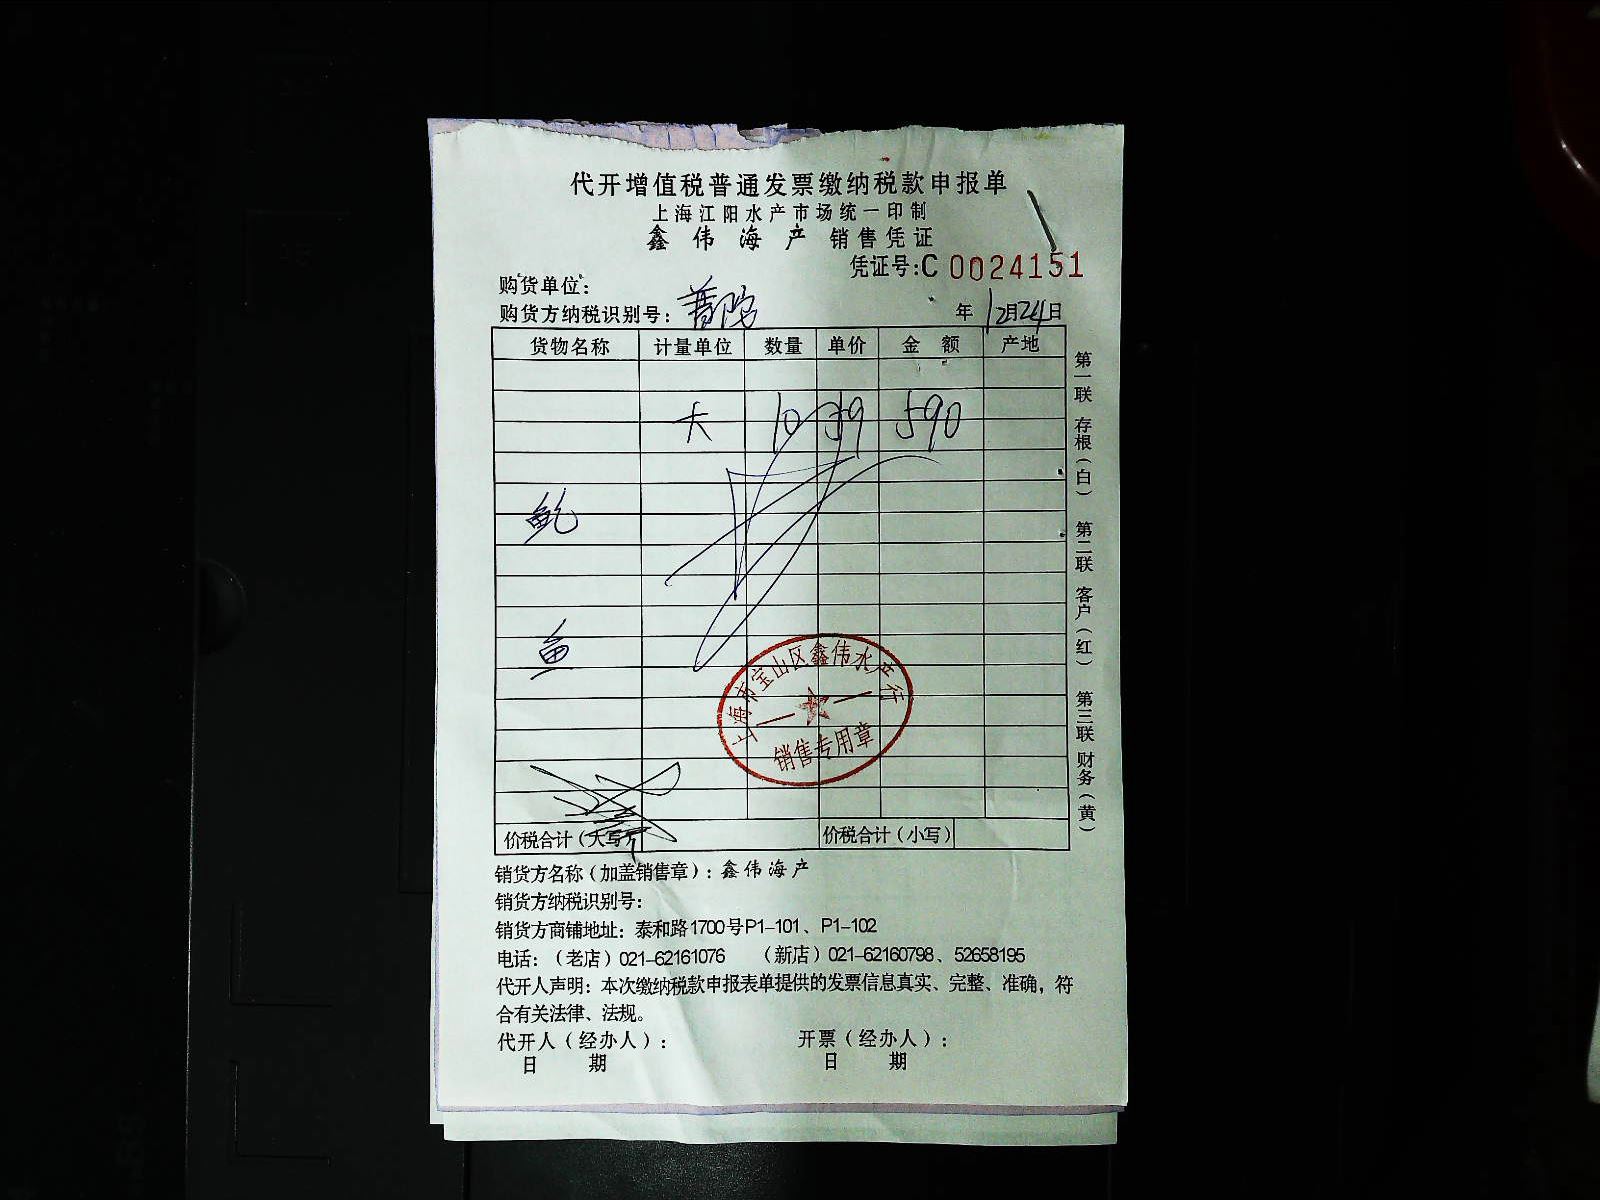 代开增值税普通发票缴纳税款申报单
上海江阳水产市场统一印制
鑫伟海产 销售凭证
凭证号:C 0024151
购货单位:
购货方纳税识别号: 普陀
年12月24日
货物名称 计量单位 数量 单价 金额 产地
大 10 59 590
鲍
鱼
上海市宝山区鑫伟水产行
销售专用章
价税合计(大写) 价税合计(小写)
第一联 存根(白) 第二联 客户(红) 第三联 财务(黄)
销货方名称(加盖销售章):鑫伟海产
销货方纳税识别号:
销货方商铺地址:泰和路1700号P1-101、P1-102
电话:(老店)021-62161076 (新店)021-62160798、52658195
代开人声明:本次缴纳税款申报表单提供的发票信息真实、完整、准确,符
合有关法律、法规。
代开人(经办人): 开票(经办人):
日 期 日 期